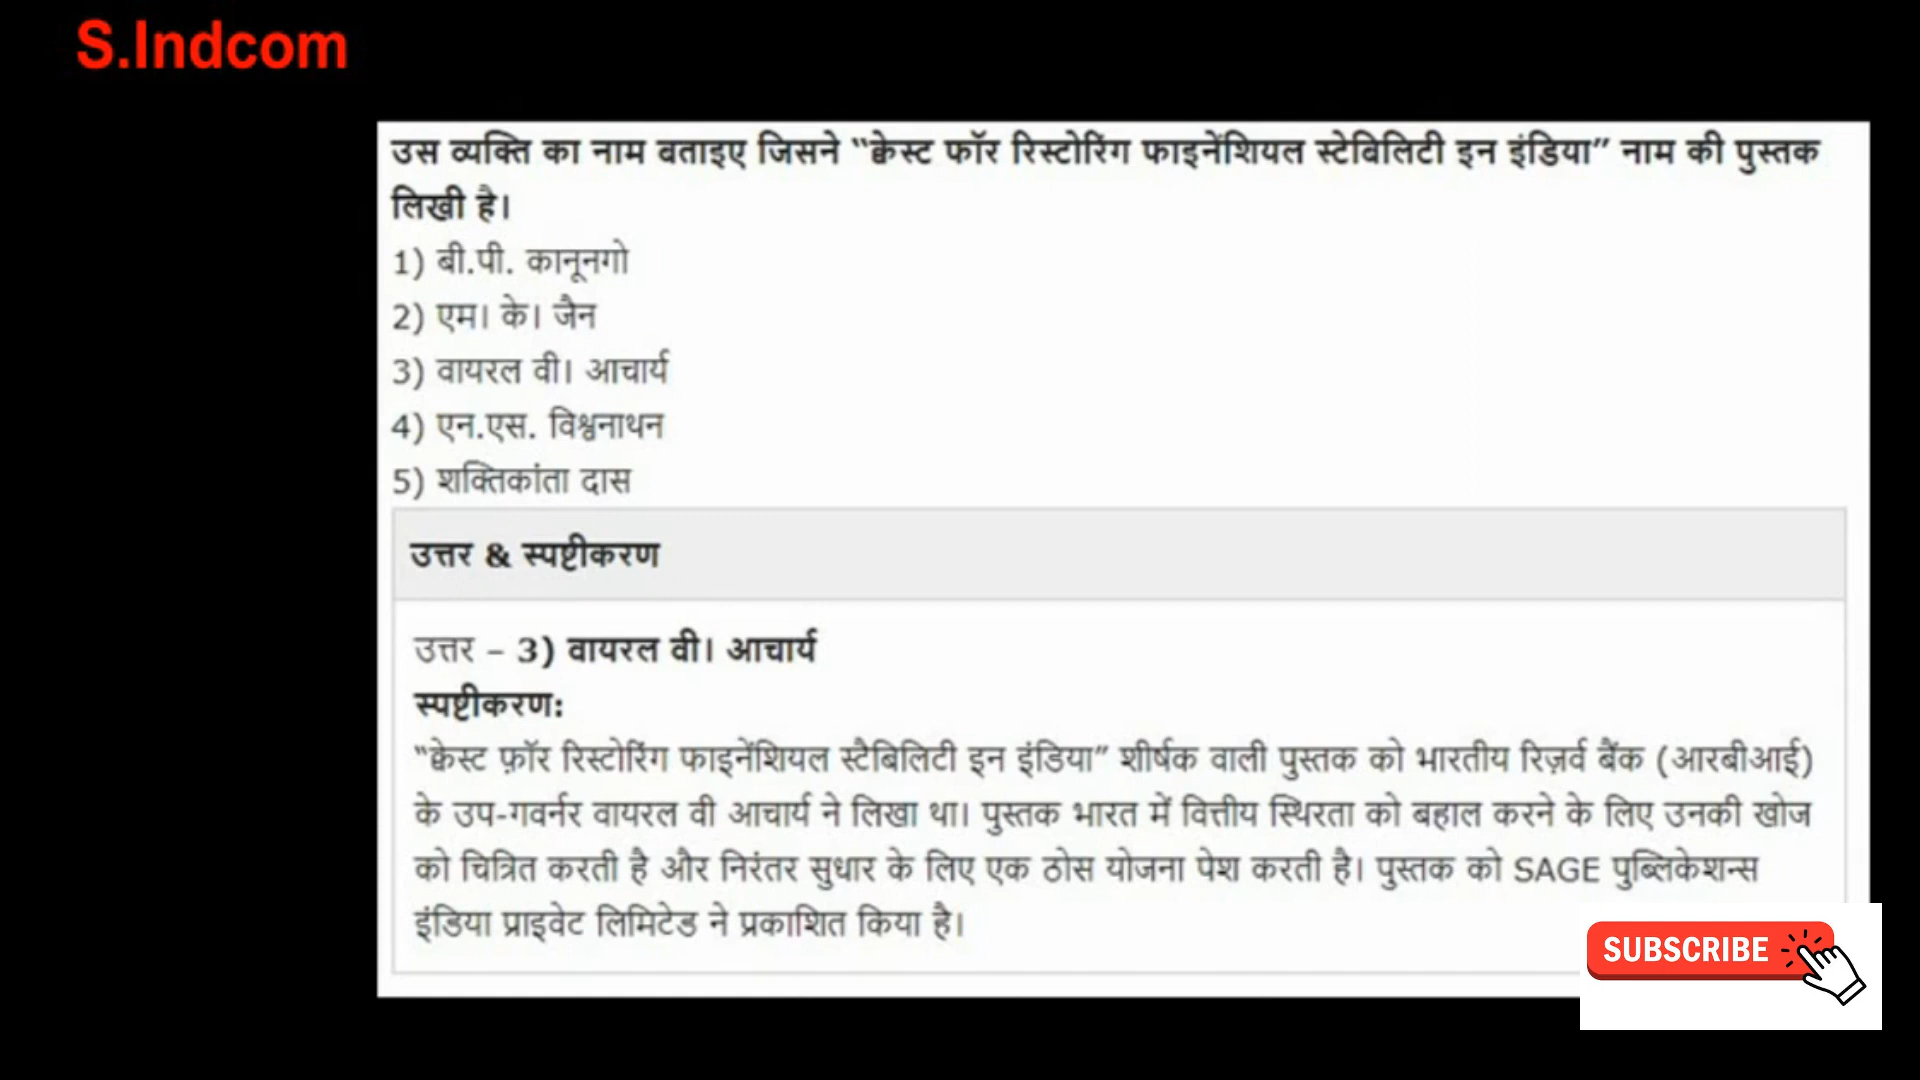 S.Indcom
उस व्यक्ति का नाम बताइए जिसने “क्वेस्ट फॉर रिस्टोरिंग फाइनेंशियल स्टेबिलिटी इन इंडिया” नाम की पुस्तक
लिखी है।
1) बी.पी. कानूनगो
2) एम। के। जैन
3) वायरल वी। आचार्य
4) एन.एस. विश्वनाथन
5) शक्तिकांता दास
उत्तर & स्पष्टीकरण
उत्तर – 3) वायरल वी। आचार्य
स्पष्टीकरण:
“क्वेस्ट फ़ॉर रिस्टोरिंग फाइनेंशियल स्टैबिलिटी इन इंडिया” शीर्षक वाली पुस्तक को भारतीय रिज़र्व बैंक (आरबीआई)
के उप-गवर्नर वायरल वी आचार्य ने लिखा था। पुस्तक भारत में वित्तीय स्थिरता को बहाल करने के लिए उनकी खोज
को चित्रित करती है और निरंतर सुधार के लिए एक ठोस योजना पेश करती है। पुस्तक को SAGE पुब्लिकेशन्स
इंडिया प्राइवेट लिमिटेड ने प्रकाशित किया है।
SUBSCRIBE